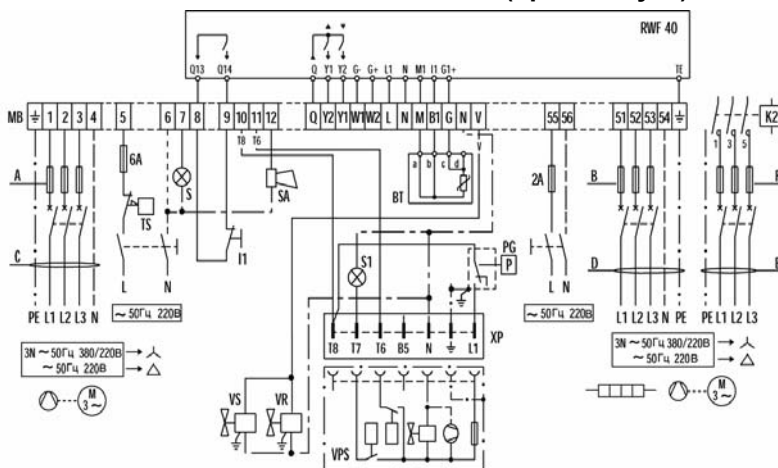 RWF 40
Q13 Q14 Q Y1 Y2 G- G+ L1 N M1 I1 G1+ TE
MB 1 2 3 4 5 6 7 8 9 10 11 12 Q Y2 Y1 W1 W2 L N M B1 G N V 55 56 51 52 53 54 K2
T8 T6 V
1 3 5
A 6A S SA a b c d 2A B F
TS BT
C I1 S1 PG P D E
L N L N
PE L1 L2 L3 N L1 L2 L3 N PE PE L1 L2 L3
~ 50Гц 220В ~ 50Гц 220В
XP
T8 T7 T6 B5 N L1
3N ~ 50Гц 380/220В 3N ~ 50Гц 380/220В
~ 50Гц 220В ~ 50Гц 220В
VS VR
M 3 ~ M 3 ~
VPS